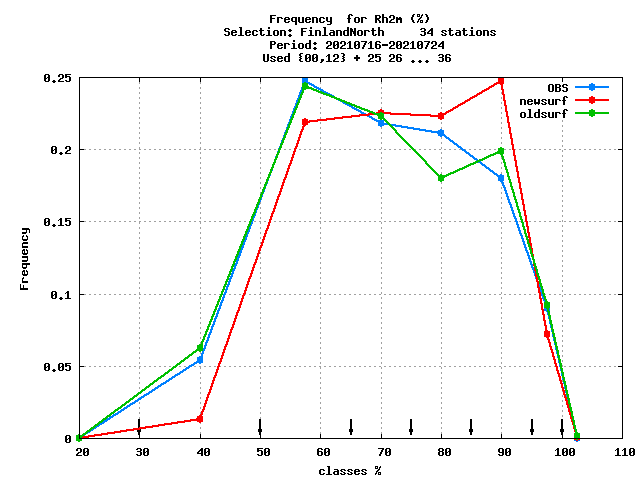 Frequency  for Rh2m (%)
Selection: FinlandNorth     34 stations
Period: 20210716-20210724
Used {00,12} + 25 26 ... 36
OBS
newsurf
oldsurf
0.25
0.2
0.15
0.1
0.05
0
Frequency
20 30 40 50 60 70 80 90 100 110
classes %